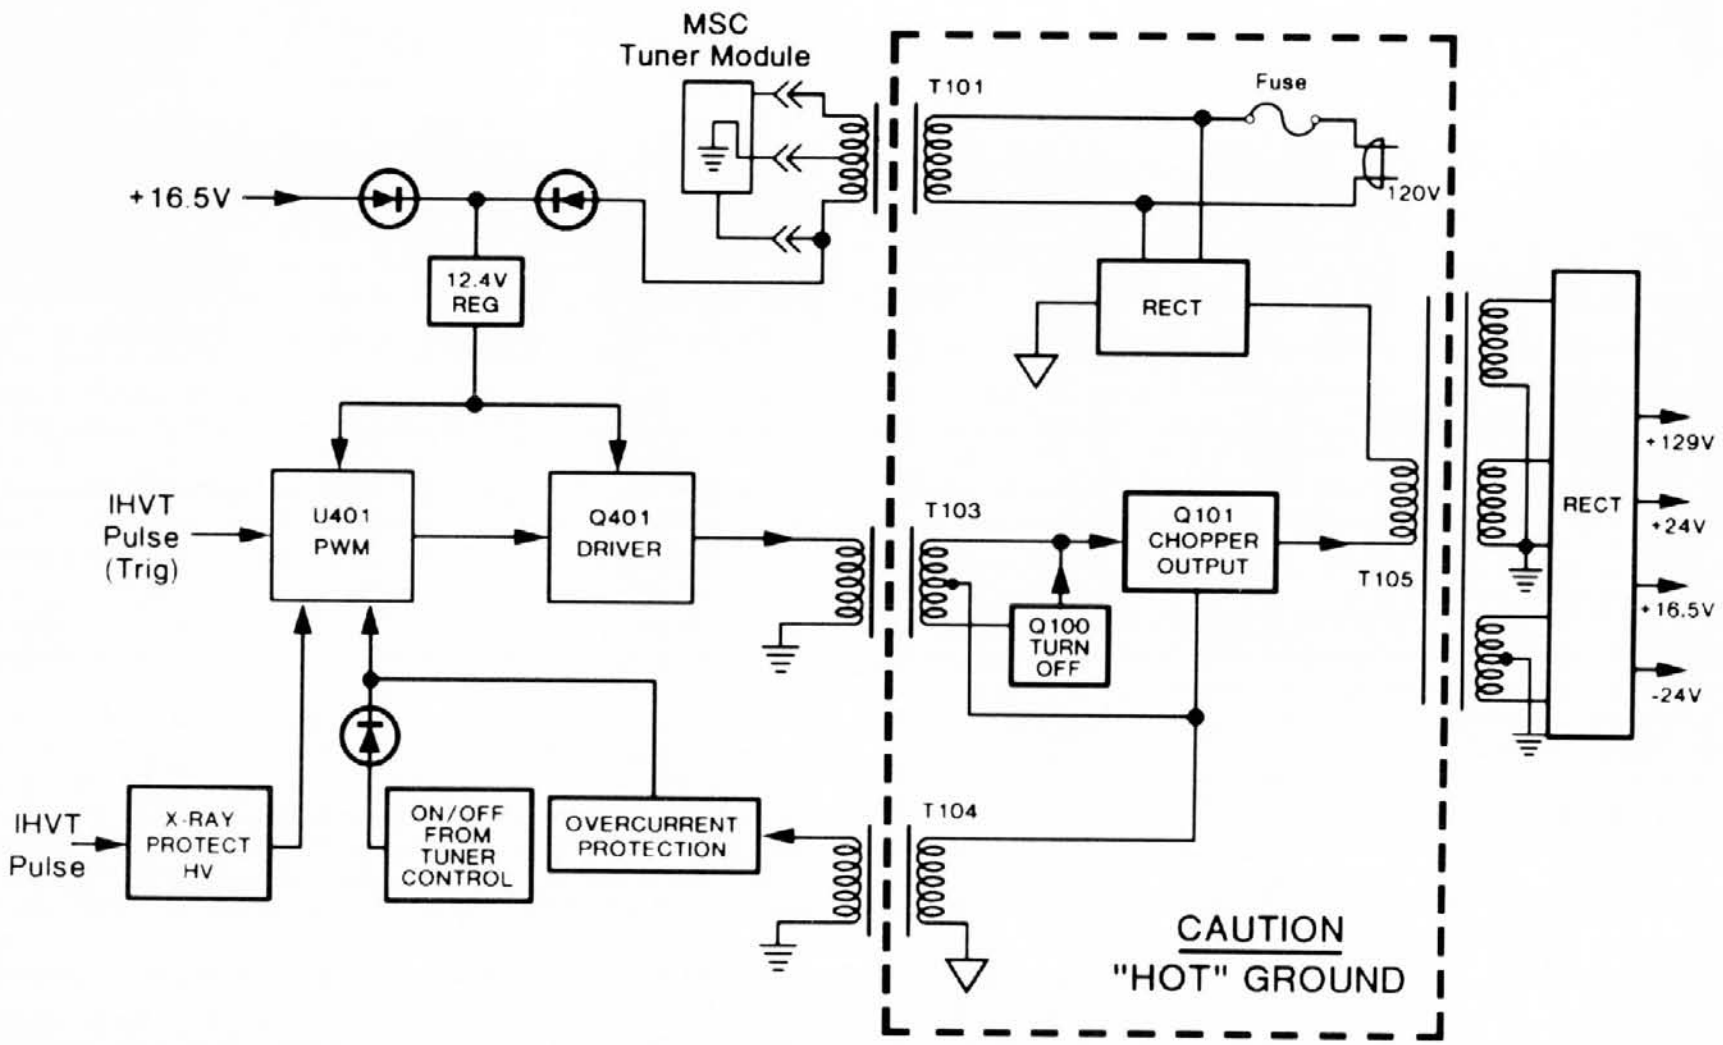 MSC
Tuner Module
T101
Fuse
120V
+16.5V
12.4V
REG
RECT
IHVT
Pulse
(Trig)
U401
PWM
Q401
DRIVER
T103
Q101
CHOPPER
OUTPUT
Q100
TURN
OFF
T105
RECT
+129V
+24V
+16.5V
-24V
IHVT
Pulse
X-RAY
PROTECT
HV
ON/OFF
FROM
TUNER
CONTROL
OVERCURRENT
PROTECTION
T104
CAUTION
"HOT" GROUND